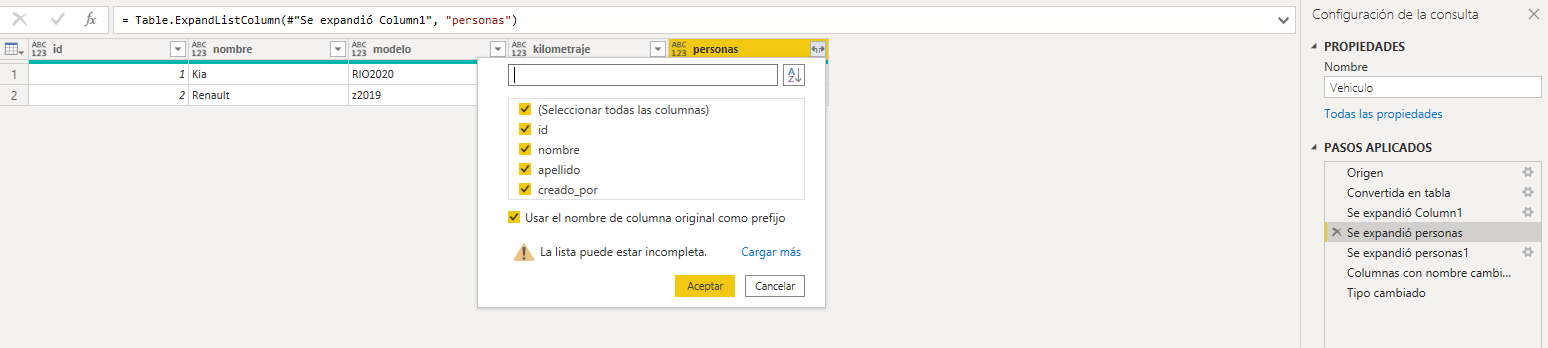 = Table.ExpandListColumn(#"Se expandió Column1", "personas")
ABC 123 id ABC 123 nombre ABC 123 modelo ABC 123 kilometraje ABC 123 personas
1 1 Kia RIO2020
2 2 Renault z2019
A Z
(Seleccionar todas las columnas)
id
nombre
apellido
creado_por
Usar el nombre de columna original como prefijo
La lista puede estar incompleta. Cargar más
Aceptar Cancelar
Configuración de la consulta
PROPIEDADES
Nombre
Vehiculo
Todas las propiedades
PASOS APLICADOS
Origen
Convertida en tabla
Se expandió Column1
Se expandió personas
Se expandió personas1
Columnas con nombre cambi...
Tipo cambiado